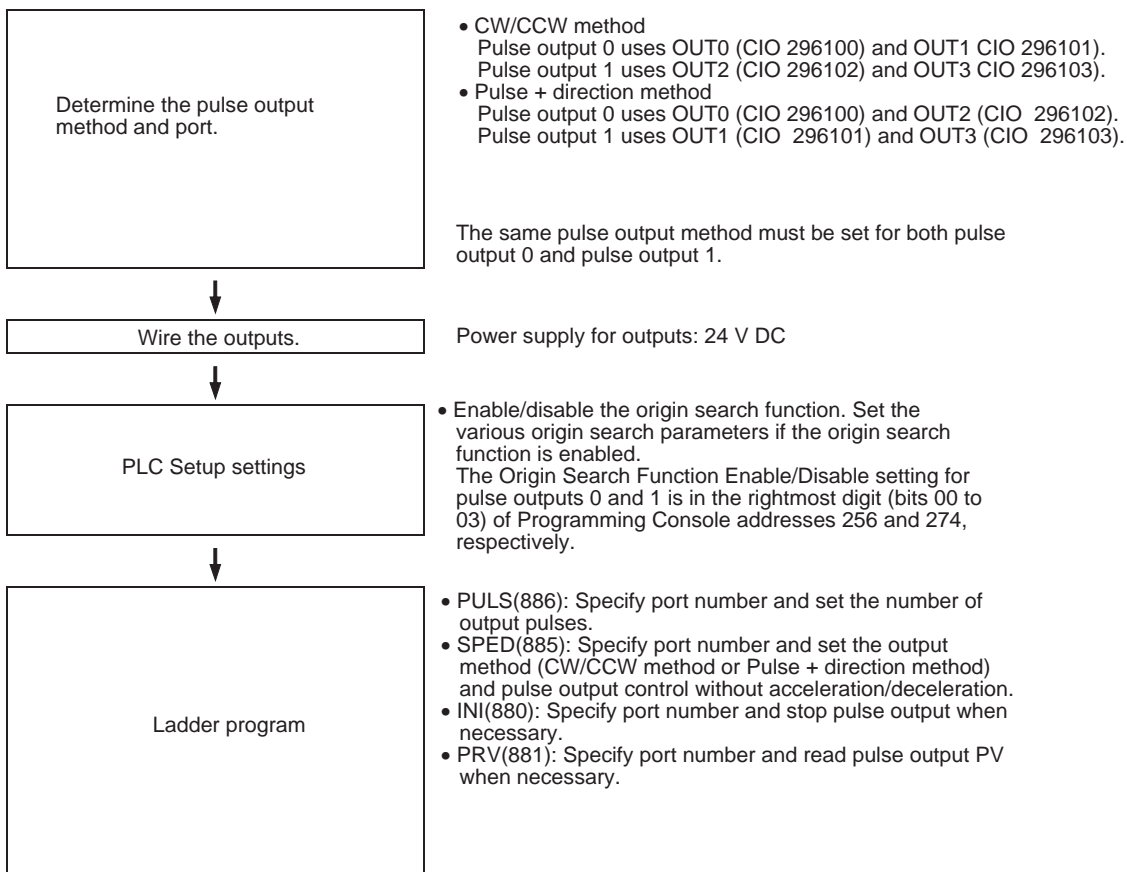 Determine the pulse output
method and port.
• CW/CCW method
Pulse output 0 uses OUT0 (CIO 296100) and OUT1 CIO 296101).
Pulse output 1 uses OUT2 (CIO 296102) and OUT3 CIO 296103).
• Pulse + direction method
Pulse output 0 uses OUT0 (CIO 296100) and OUT2 (CIO 296102).
Pulse output 1 uses OUT1 (CIO 296101) and OUT3 (CIO 296103).
The same pulse output method must be set for both pulse
output 0 and pulse output 1.
Wire the outputs.
Power supply for outputs: 24 V DC
PLC Setup settings
• Enable/disable the origin search function. Set the
various origin search parameters if the origin search
function is enabled.
The Origin Search Function Enable/Disable setting for
pulse outputs 0 and 1 is in the rightmost digit (bits 00 to
03) of Programming Console addresses 256 and 274,
respectively.
Ladder program
• PULS(886): Specify port number and set the number of
output pulses.
• SPED(885): Specify port number and set the output
method (CW/CCW method or Pulse + direction method)
and pulse output control without acceleration/deceleration.
• INI(880): Specify port number and stop pulse output when
necessary.
• PRV(881): Specify port number and read pulse output PV
when necessary.